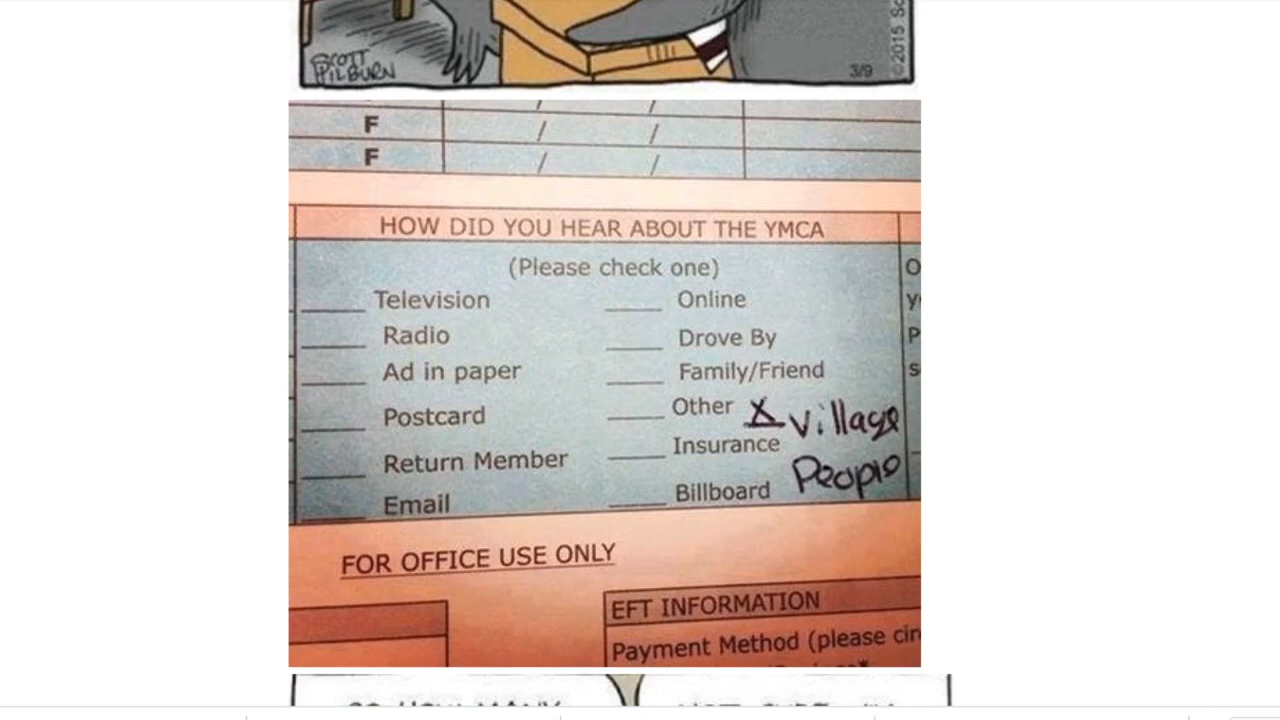 SCOTT
HILBURN
3/9
©2015 Sc
F / /
F / /
HOW DID YOU HEAR ABOUT THE YMCA
(Please check one)
Television
Online
Radio
Drove By
Ad in paper
Family/Friend
Postcard
Other X Village
People
Return Member
Insurance
Email
Billboard
O
y
P
s
FOR OFFICE USE ONLY
EFT INFORMATION
Payment Method (please cir